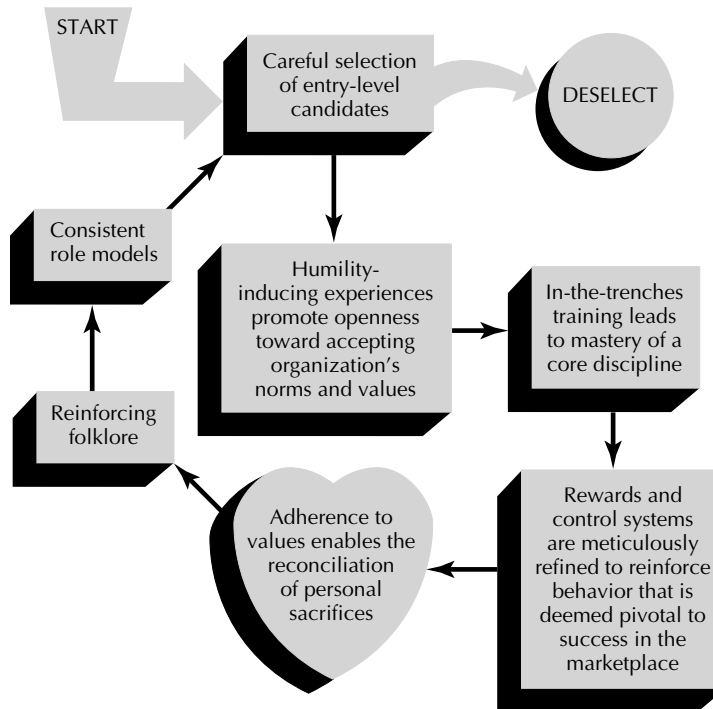 START
Careful selection
of entry-level
candidates
DESELECT
Humility-
inducing experiences
promote openness
toward accepting
organization’s
norms and values
In-the-trenches
training leads
to mastery of a
core discipline
Rewards and
control systems
are meticulously
refined to reinforce
behavior that is
deemed pivotal to
success in the
marketplace
Adherence to
values enables the
reconciliation
of personal
sacrifices
Reinforcing
folklore
Consistent
role models